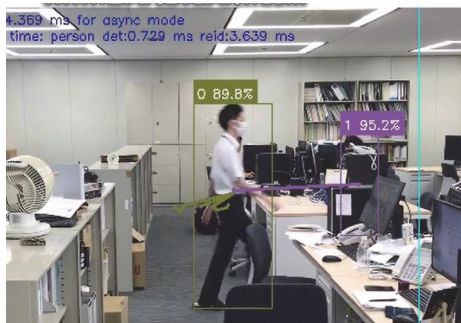 4.369 ms for async mode
time: person det:0.729 ms reid:3.639 ms
0 89.8%
1 95.2%